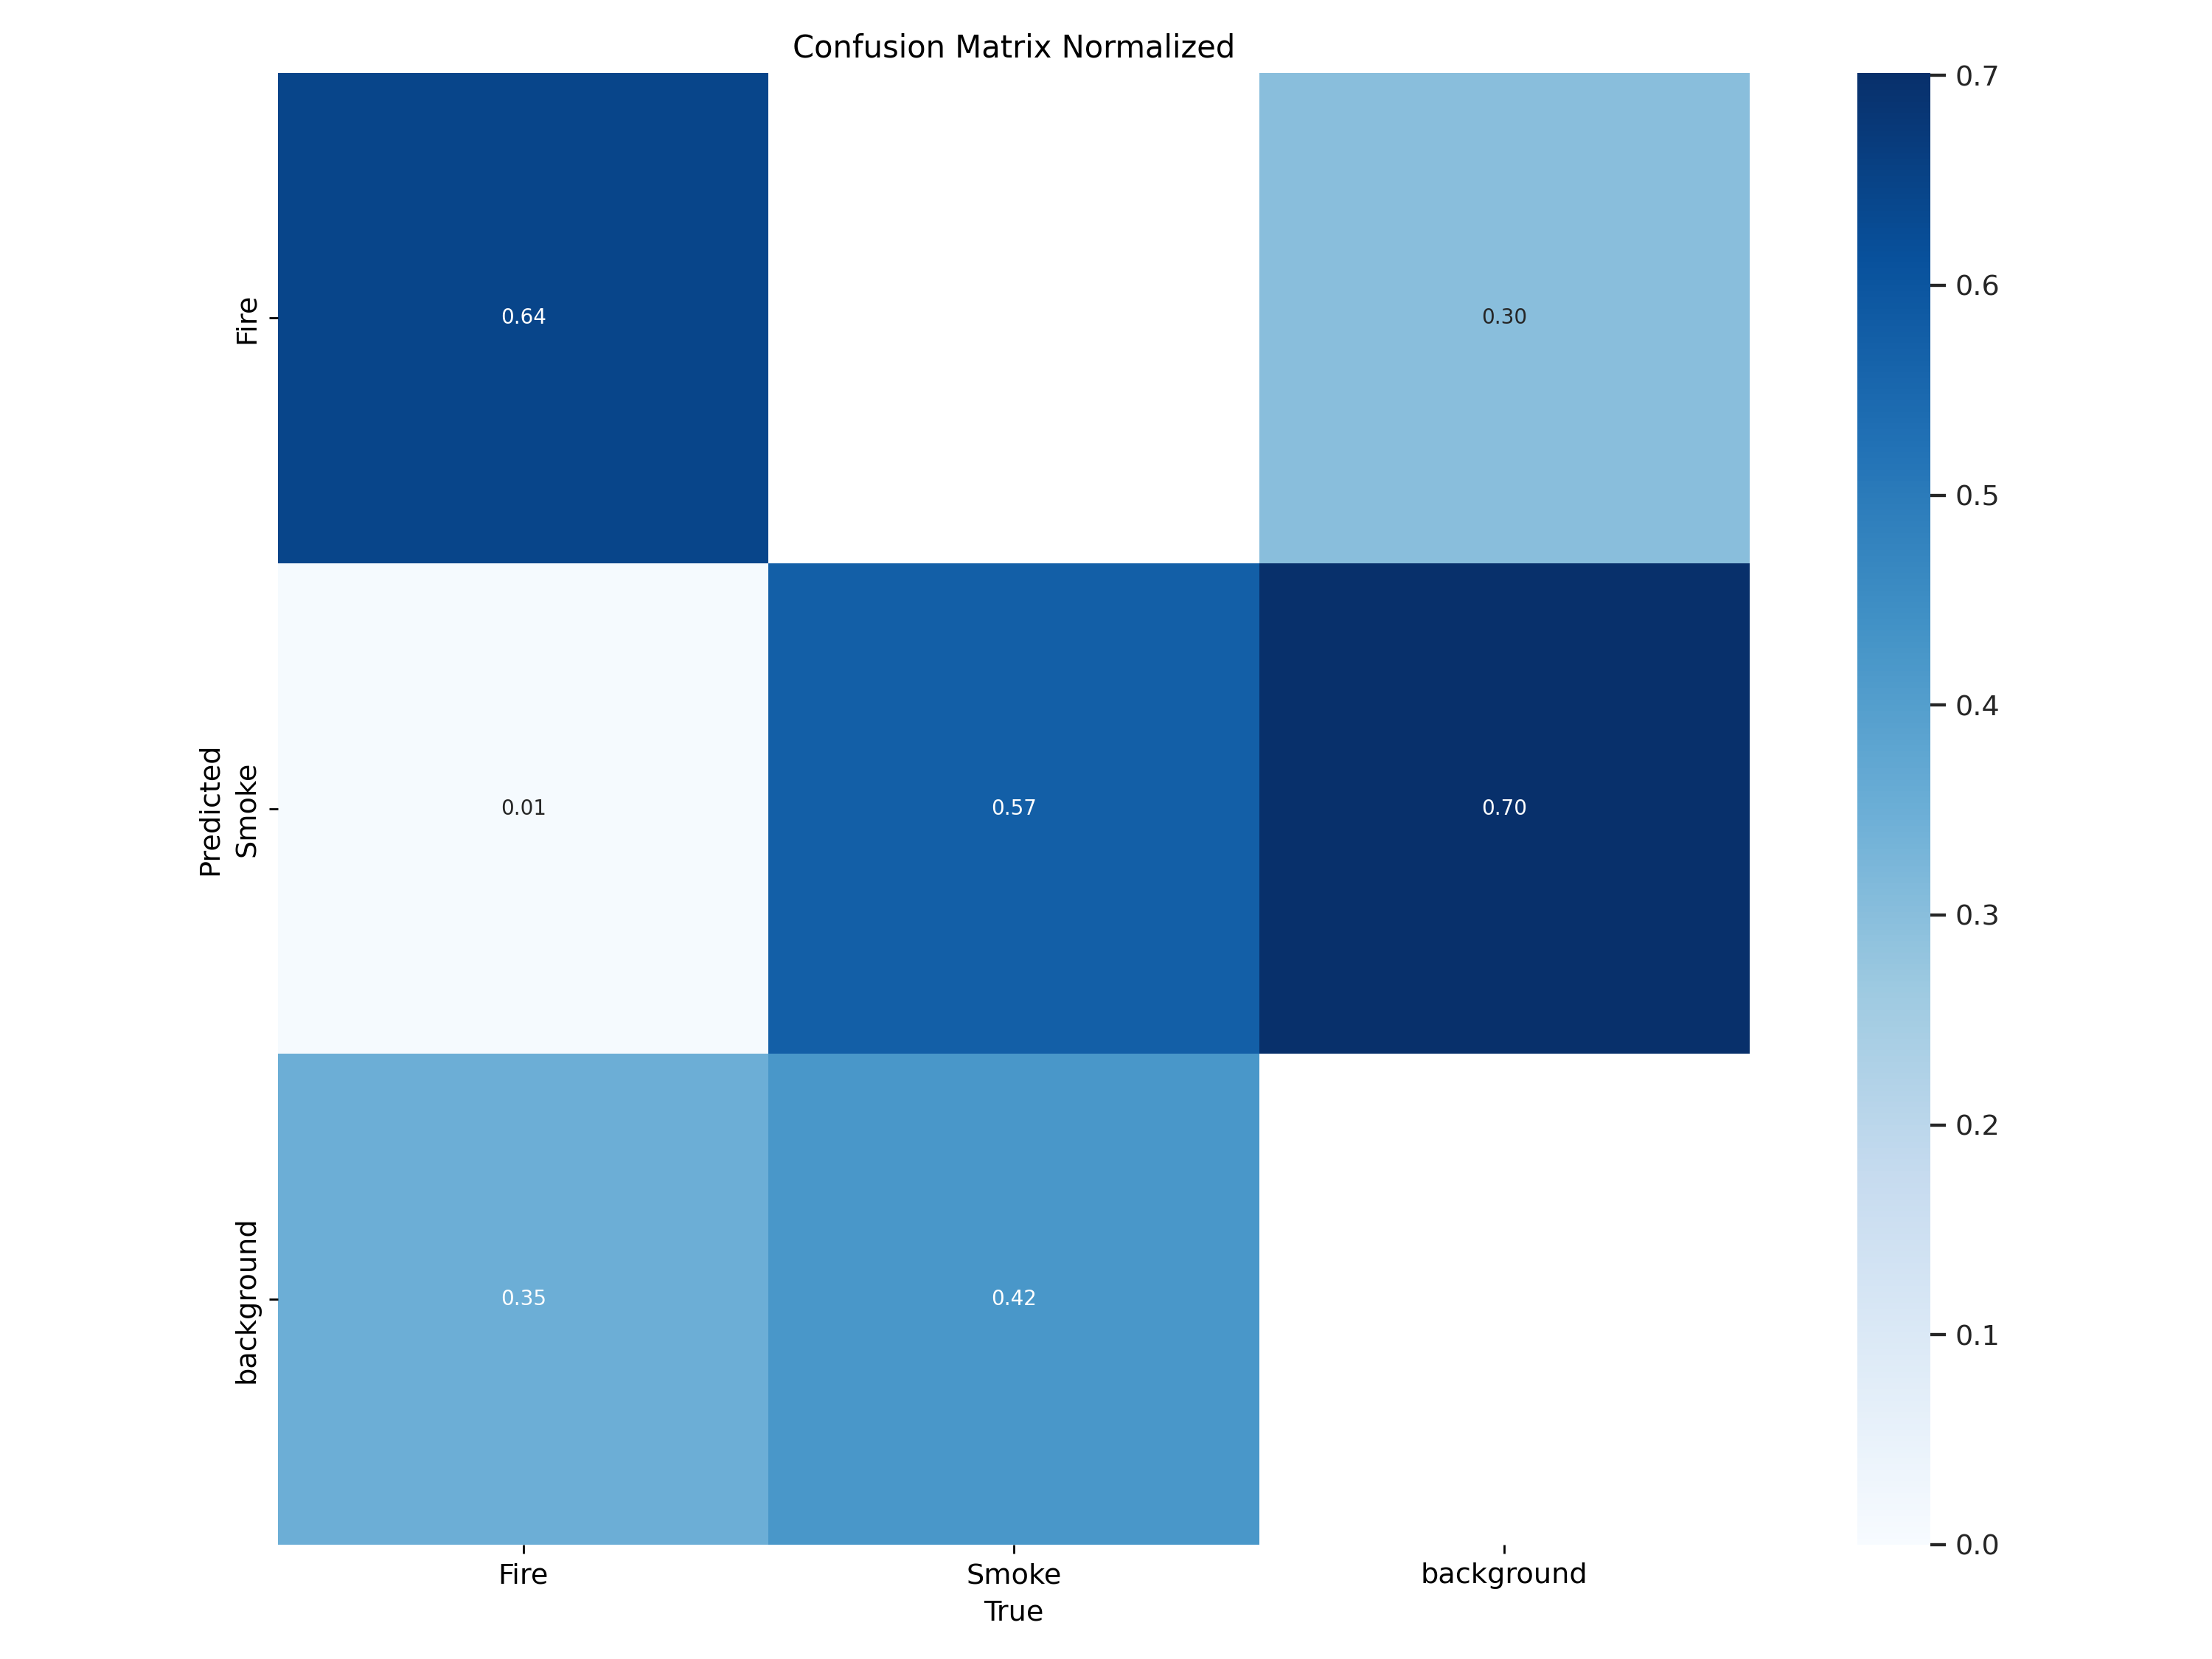 Confusion Matrix Normalized
Fire
0.64
0.30
Predicted
Smoke
0.01
0.57
0.70
background
0.35
0.42
Fire
Smoke
background
True
0.7
0.6
0.5
0.4
0.3
0.2
0.1
0.0